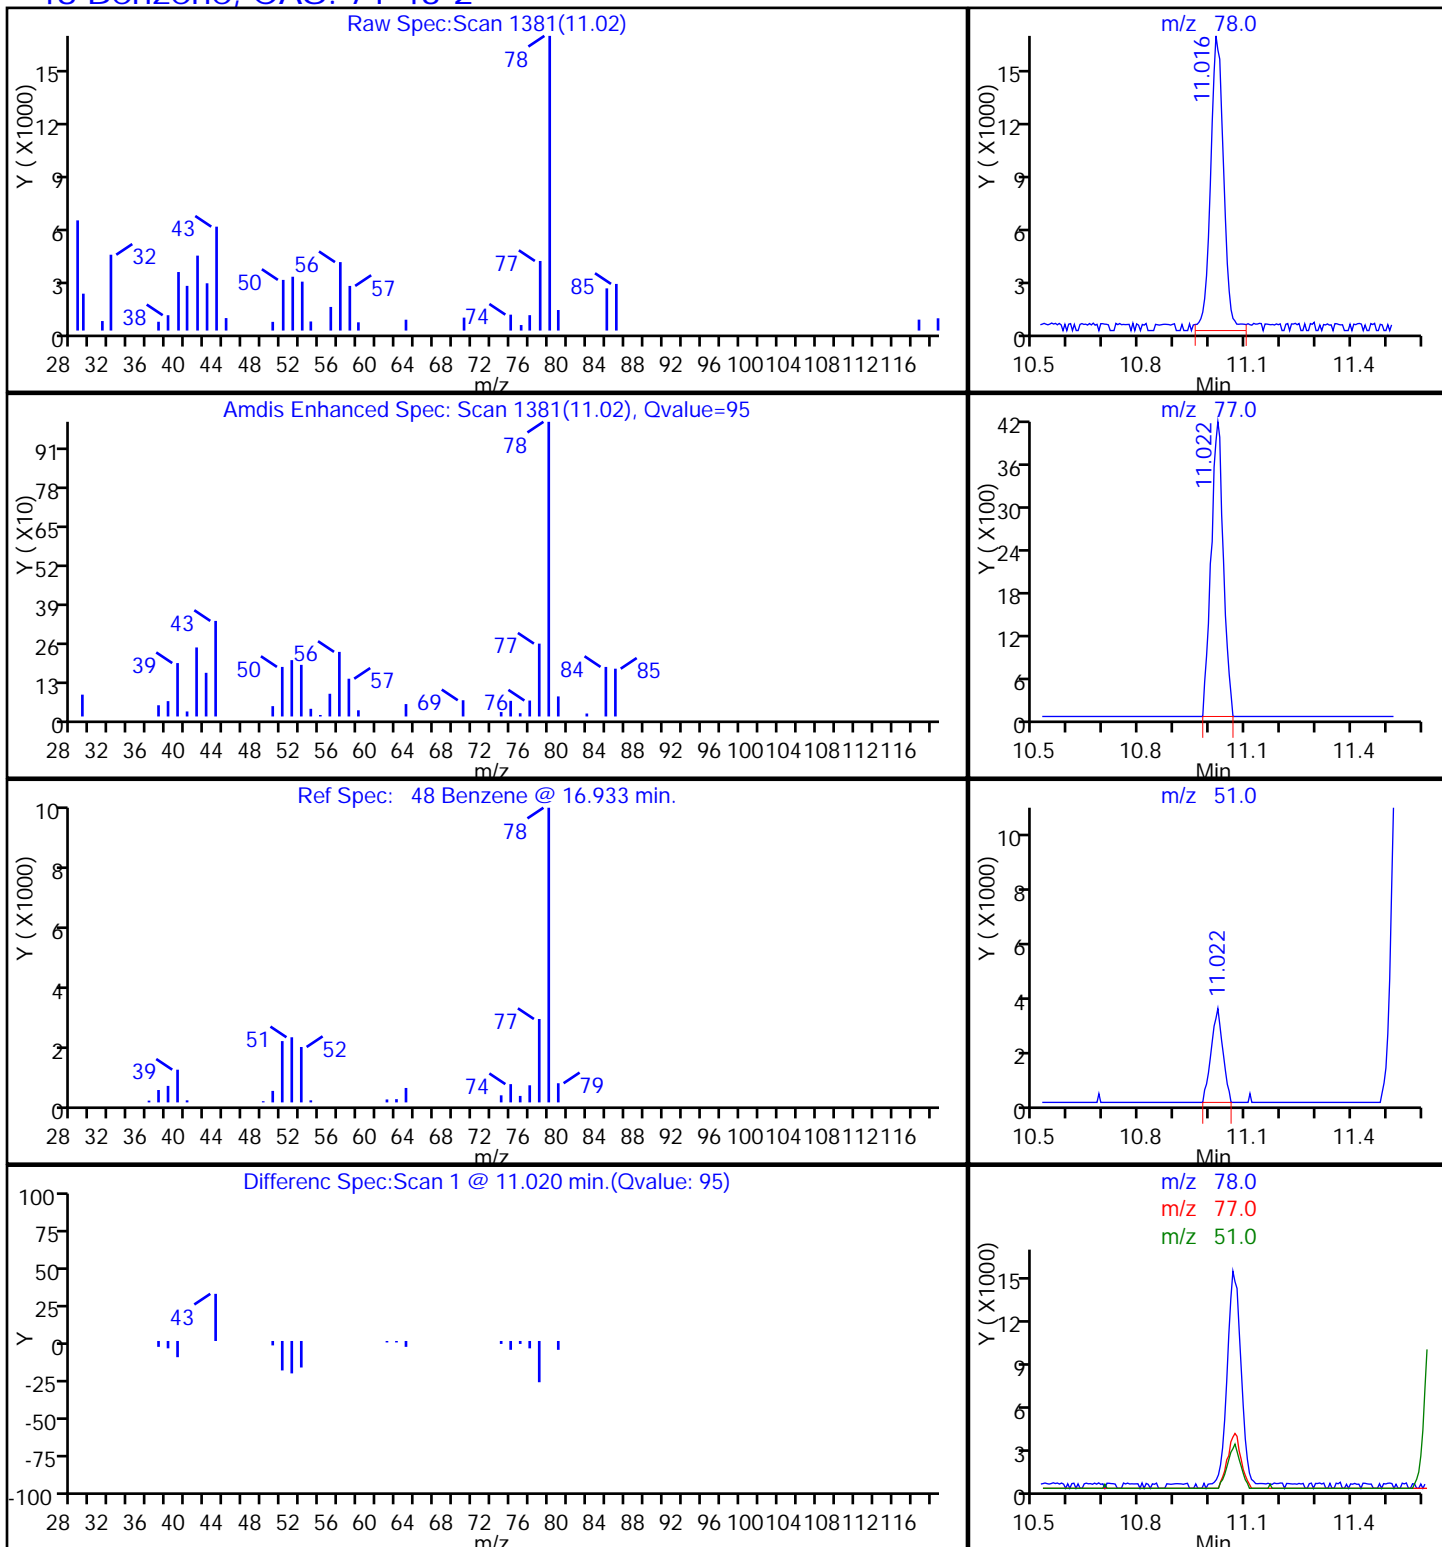 48 Benzene, CAS: 71-43-2
Raw Spec:Scan 1381(11.02)
Y ( X1000)
15
12
9
6
3
0
78
43
32
38
50
56
57
74
77
85
28 32 36 40 44 48 52 56 60 64 68 72 76 80 84 88 92 96 100 104 108 112 116
m/z
m/z 78.0
Y ( X1000)
15
12
9
6
3
0
11.016
10.5 10.8 11.1 11.4
Min
Amdis Enhanced Spec: Scan 1381(11.02), Qvalue=95
Y ( X10)
91
78
65
52
39
26
13
0
78
43
39
50
56
57
69
76
77
84
85
28 32 36 40 44 48 52 56 60 64 68 72 76 80 84 88 92 96 100 104 108 112 116
m/z
m/z 77.0
Y ( X100)
42
36
30
24
18
12
6
0
11.022
10.5 10.8 11.1 11.4
Min
Ref Spec: 48 Benzene @ 16.933 min.
Y ( X1000)
10
8
6
4
2
0
78
77
51
52
39
74
79
28 32 36 40 44 48 52 56 60 64 68 72 76 80 84 88 92 96 100 104 108 112 116
m/z
m/z 51.0
Y ( X1000)
10
8
6
4
2
0
11.022
10.5 10.8 11.1 11.4
Min
Differenc Spec:Scan 1 @ 11.020 min.(Qvalue: 95)
Y
100
75
50
25
0
-25
-50
-75
-100
43
28 32 36 40 44 48 52 56 60 64 68 72 76 80 84 88 92 96 100 104 108 112 116
m/z
m/z 78.0
m/z 77.0
m/z 51.0
Y ( X1000)
15
12
9
6
3
0
10.5 10.8 11.1 11.4
Min